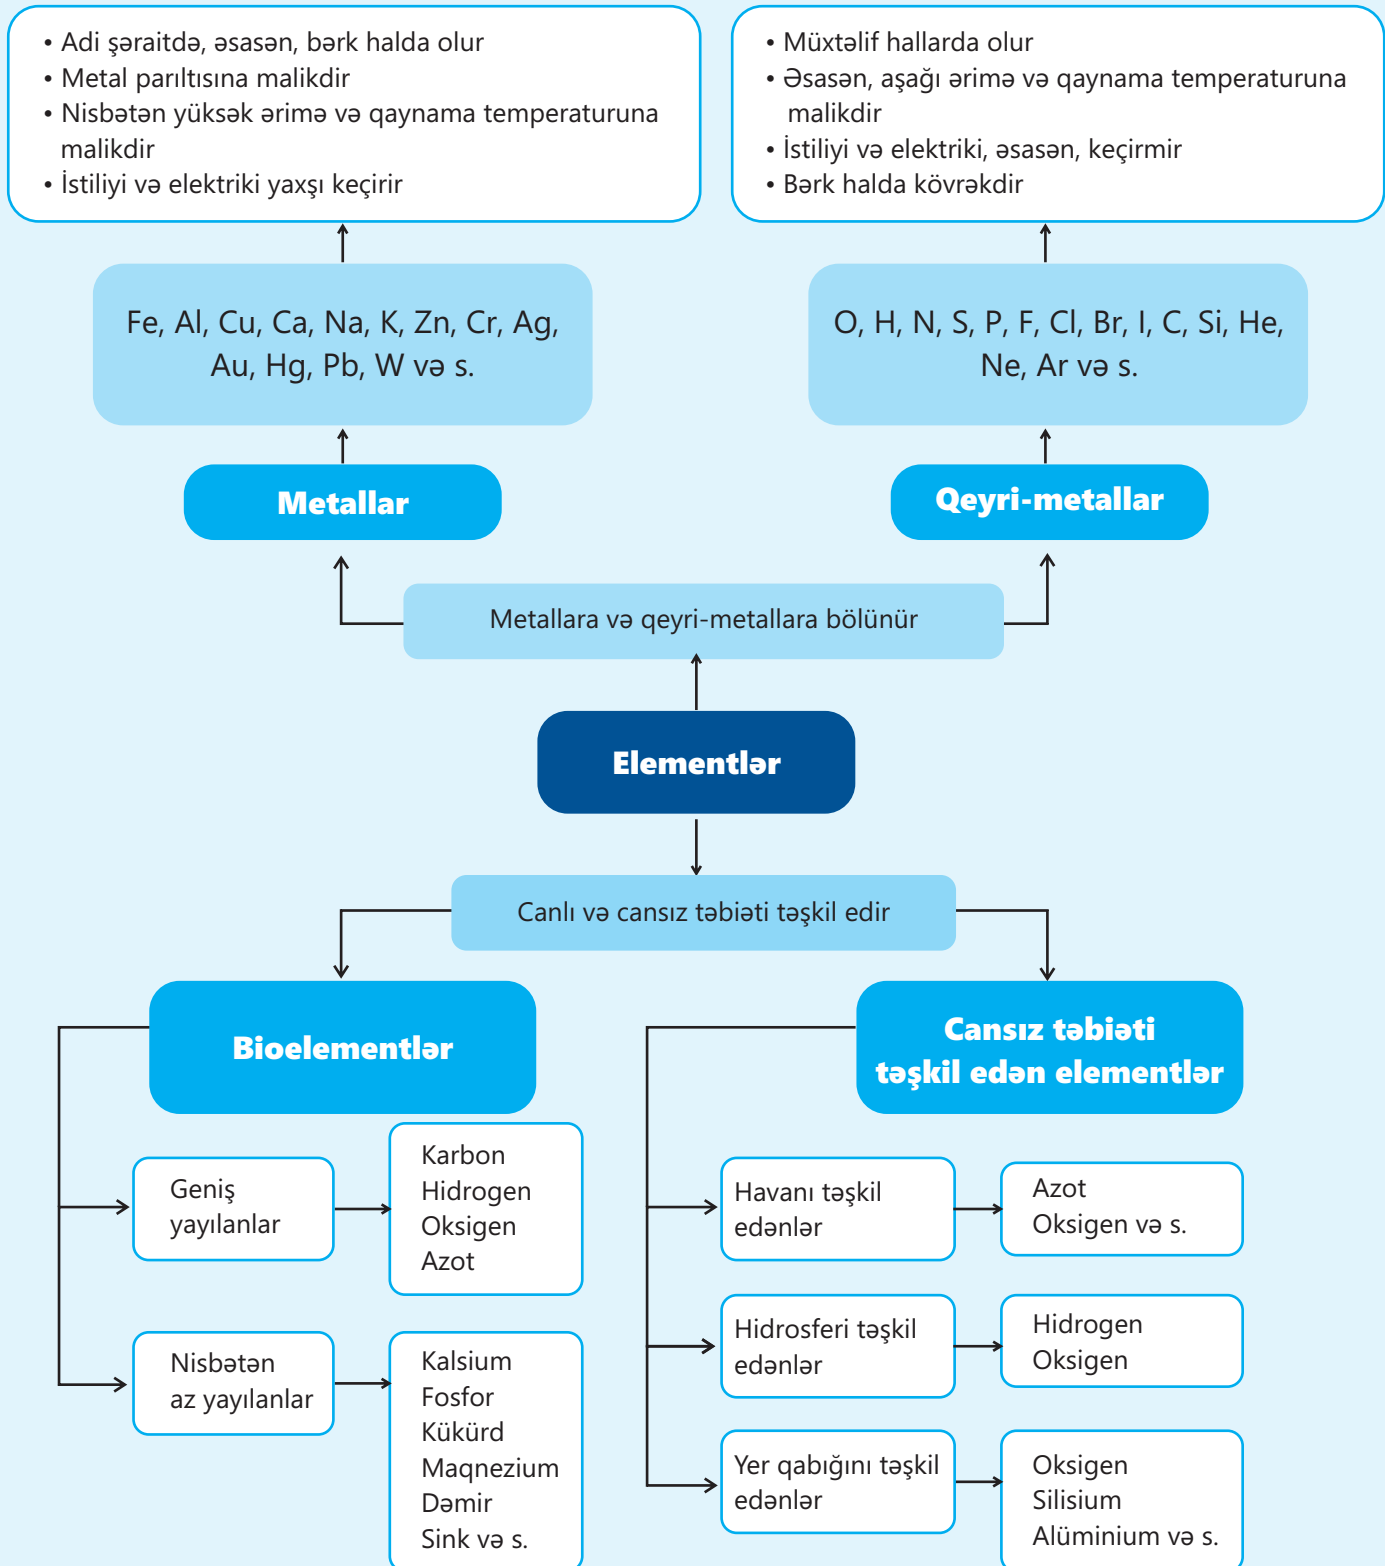 • Adi şəraitdə, əsasən, bərk halda olur
• Metal parıltısına malikdir
• Nisbətən yüksək ərimə və qaynama temperaturuna
malikdir
• İstiliyi və elektriki yaxşı keçirir
• Müxtəlif hallarda olur
• Əsasən, aşağı ərimə və qaynama temperaturuna
malikdir
• İstiliyi və elektriki, əsasən, keçirmir
• Bərk halda kövrəkdir
Fe, Al, Cu, Ca, Na, K, Zn, Cr, Ag,
Au, Hg, Pb, W və s.
O, H, N, S, P, F, Cl, Br, I, C, Si, He,
Ne, Ar və s.
Metallar
Qeyri-metallar
Metallara və qeyri-metallara bölünür
Elementlər
Canlı və cansız təbiəti təşkil edir
Bioelementlər
Geniş
yayılanlar
Karbon
Hidrogen
Oksigen
Azot
Nisbətən
az yayılanlar
Kalsium
Fosfor
Kükürd
Maqnezium
Dəmir
Sink və s.
Cansız təbiəti
təşkil edən elementlər
Havanı təşkil
edənlər
Azot
Oksigen və s.
Hidrosferi təşkil
edənlər
Hidrogen
Oksigen
Yer qabığını təşkil
edənlər
Oksigen
Silisium
Alüminium və s.